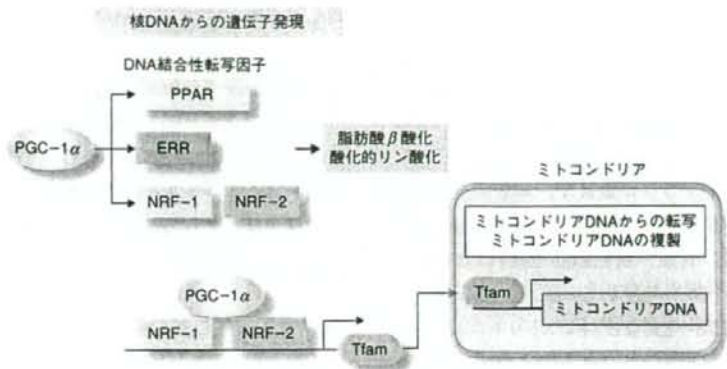 核DNAからの遺伝子発現
DNA結合性転写因子
PPAR
PGC-1α
ERR
脂肪酸β酸化
酸化的リン酸化
NRF-1
NRF-2
ミトコンドリア
ミトコンドリアDNAからの転写
ミトコンドリアDNAの複製
PGC-1α
NRF-1
NRF-2
Tfam
Tfam
ミトコンドリアDNA